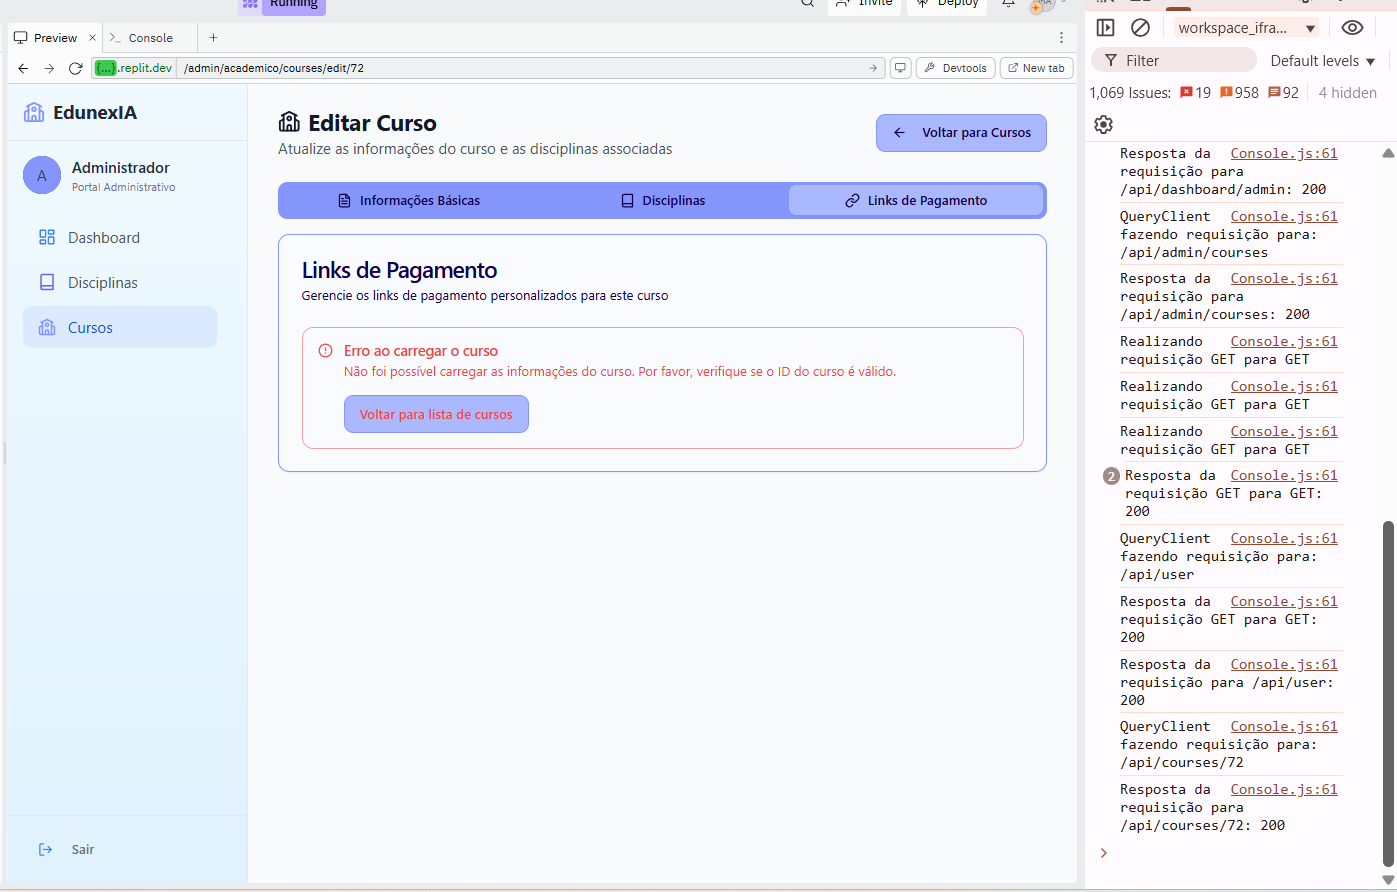 Running
Invite
Deploy
Preview
Console
{...}.replit.dev
/admin/academico/courses/edit/72
Devtools
New tab
EdunexIA
A
Administrador
Portal Administrativo
Dashboard
Disciplinas
Cursos
Sair
Editar Curso
Atualize as informações do curso e as disciplinas associadas
Voltar para Cursos
Informações Básicas
Disciplinas
Links de Pagamento
Links de Pagamento
Gerencie os links de pagamento personalizados para este curso
Erro ao carregar o curso
Não foi possível carregar as informações do curso. Por favor, verifique se o ID do curso é válido.
Voltar para lista de cursos
workspace_ifra...
Filter
Default levels
1,069 Issues: 19 958 92 4 hidden
Resposta da Console.js:61
requisição para
/api/dashboard/admin: 200
QueryClient Console.js:61
fazendo requisição para:
/api/admin/courses
Resposta da Console.js:61
requisição para
/api/admin/courses: 200
Realizando Console.js:61
requisição GET para GET
Realizando Console.js:61
requisição GET para GET
Realizando Console.js:61
requisição GET para GET
2 Resposta da Console.js:61
requisição GET para GET:
200
QueryClient Console.js:61
fazendo requisição para:
/api/user
Resposta da Console.js:61
requisição GET para GET:
200
Resposta da Console.js:61
requisição para /api/user:
200
QueryClient Console.js:61
fazendo requisição para:
/api/courses/72
Resposta da Console.js:61
requisição para
/api/courses/72: 200